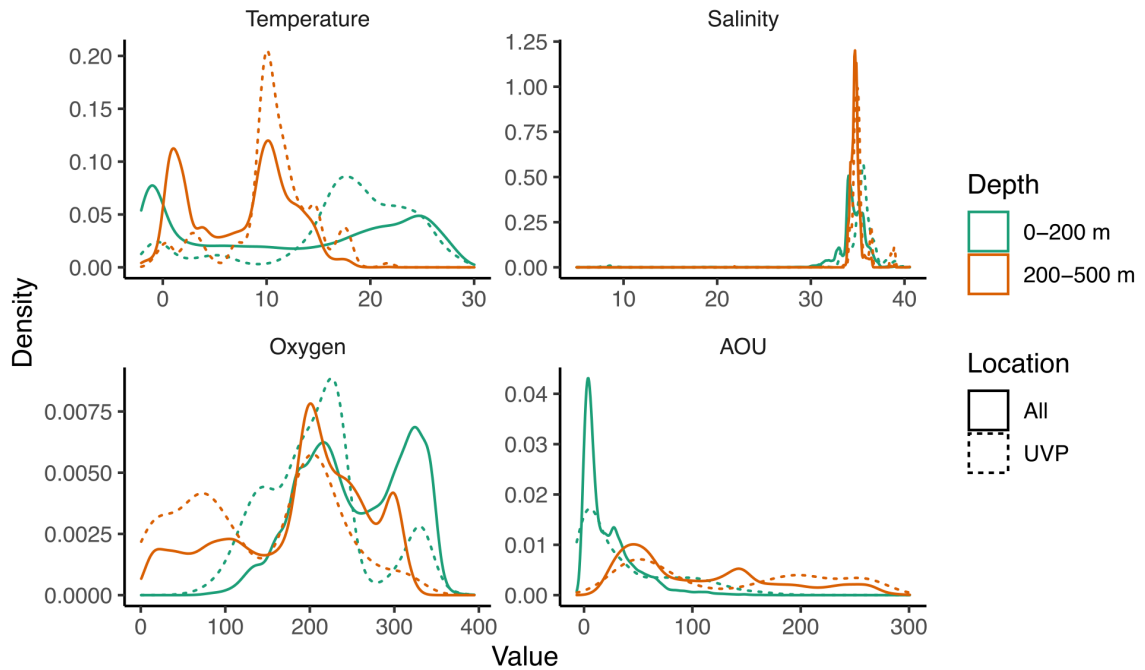 Temperature
Salinity
0.20
0.15
0.10
0.05
0.00
0 10 20 30
1.25
1.00
0.75
0.50
0.25
0.00
10 20 30 40
Density
Oxygen
AOU
0.0075
0.0050
0.0025
0.0000
0 100 200 300 400
0.04
0.03
0.02
0.01
0.00
0 100 200 300
Value
Depth
0–200 m
200–500 m
Location
All
UVP